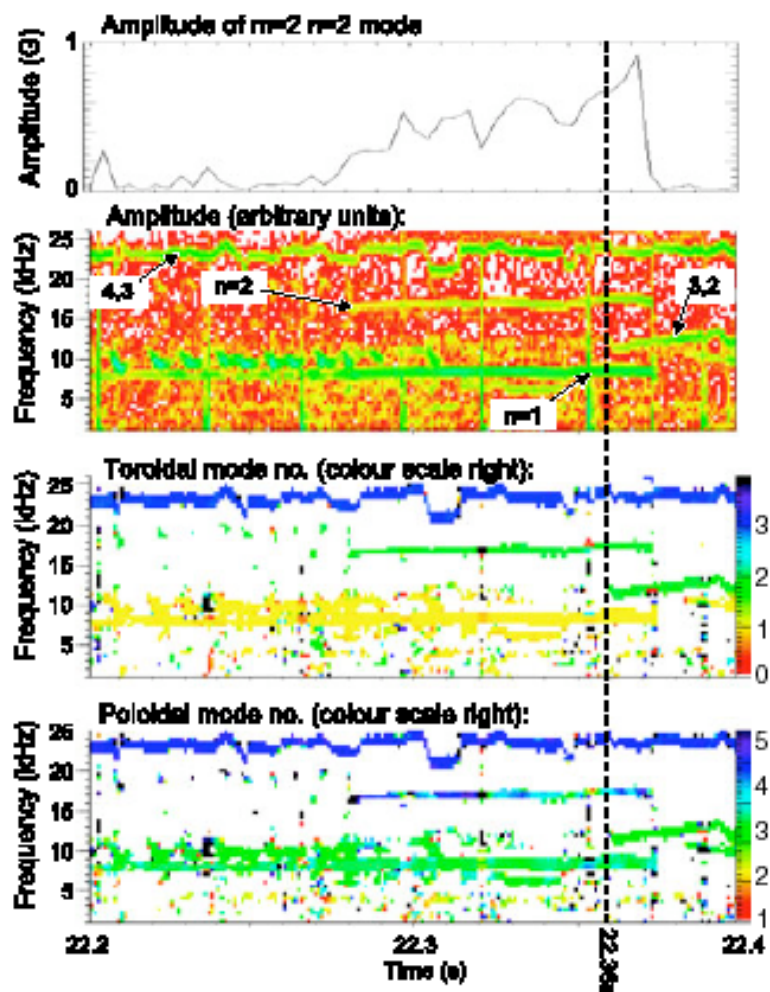 Amplitude of m=2 n=2 mode
Amplitude (G)
1
0
Amplitude (arbitrary units):
Frequency (kHz)
25
20
15
10
5
4,3
n=2
3,2
n=1
Toroidal mode no. (colour scale right):
Frequency (kHz)
25
20
15
10
5
3
2
1
0
Poloidal mode no. (colour scale right):
Frequency (kHz)
25
20
15
10
5
5
4
3
2
1
22.2
22.3
22.4
Time (s)